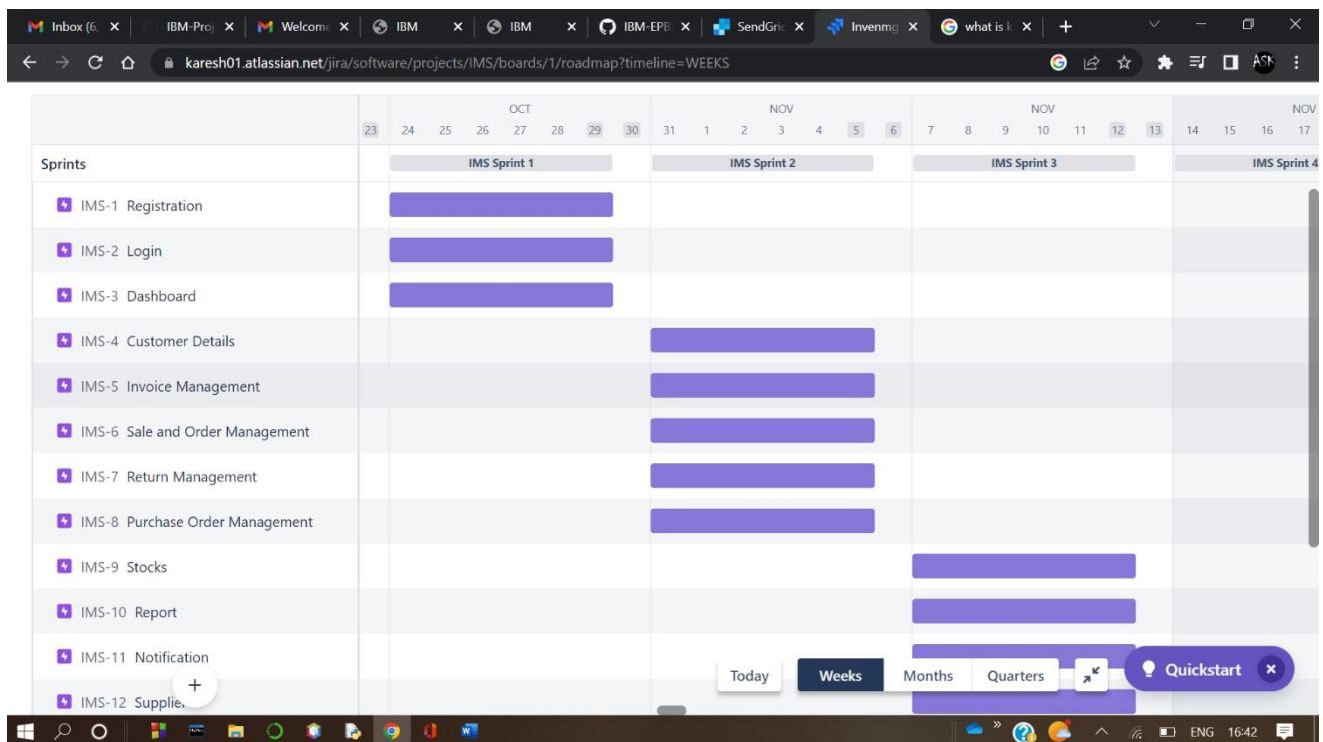 Inbox (6, IBM-Proj Welcome IBM IBM IBM-EPB SendGric Invenmg what is k
karesh01.atlassian.net/jira/software/projects/IMS/boards/1/roadmap?timeline=WEEKS ASK
OCT NOV NOV NOV
23 24 25 26 27 28 29 30 31 1 2 3 4 5 6 7 8 9 10 11 12 13 14 15 16 17
Sprints IMS Sprint 1 IMS Sprint 2 IMS Sprint 3 IMS Sprint 4
IMS-1 Registration
IMS-2 Login
IMS-3 Dashboard
IMS-4 Customer Details
IMS-5 Invoice Management
IMS-6 Sale and Order Management
IMS-7 Return Management
IMS-8 Purchase Order Management
IMS-9 Stocks
IMS-10 Report
IMS-11 Notification
Today Weeks Months Quarters Quickstart
IMS-12 Supplie
ENG 16:42